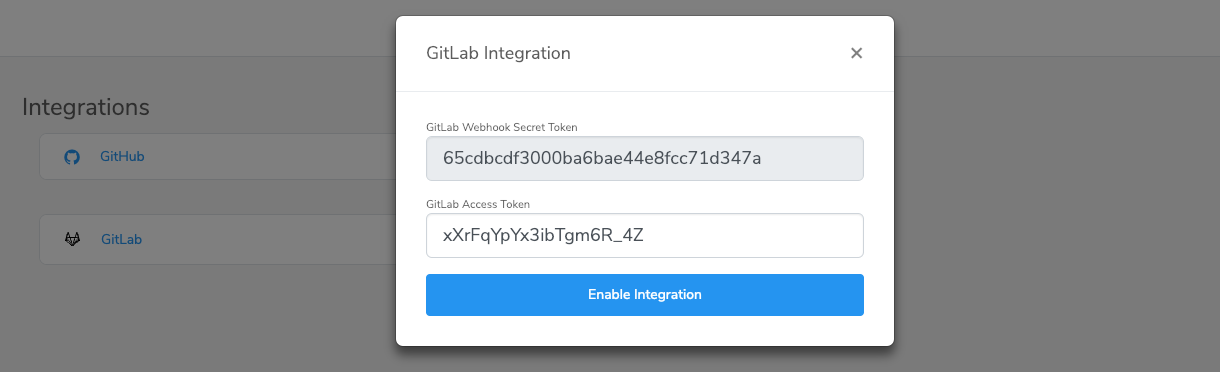 GitLab Integration
×
Integrations
GitHub
GitLab
GitLab Webhook Secret Token
65cdbcdf3000ba6bae44e8fcc71d347a
GitLab Access Token
xXrFqYpYx3ibTgm6R_4Z
Enable Integration